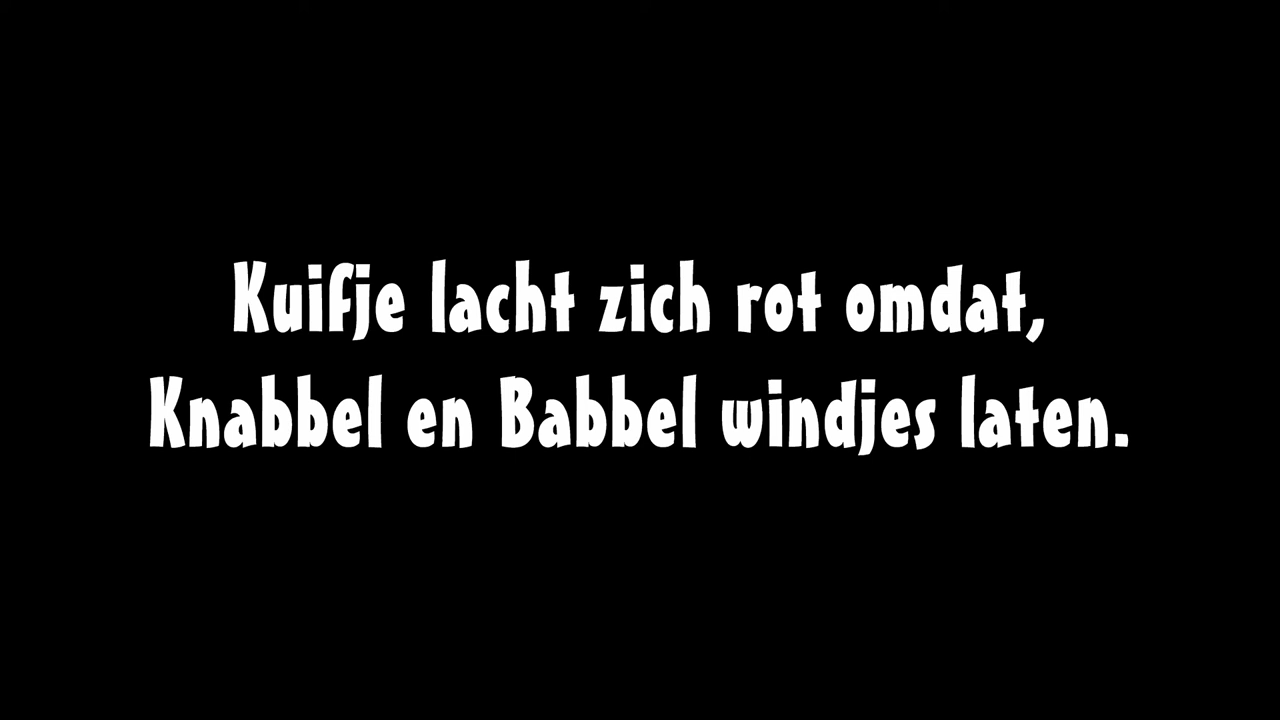 Kuifje lacht zich rot omdat,
Knabbel en Babbel windjes laten.